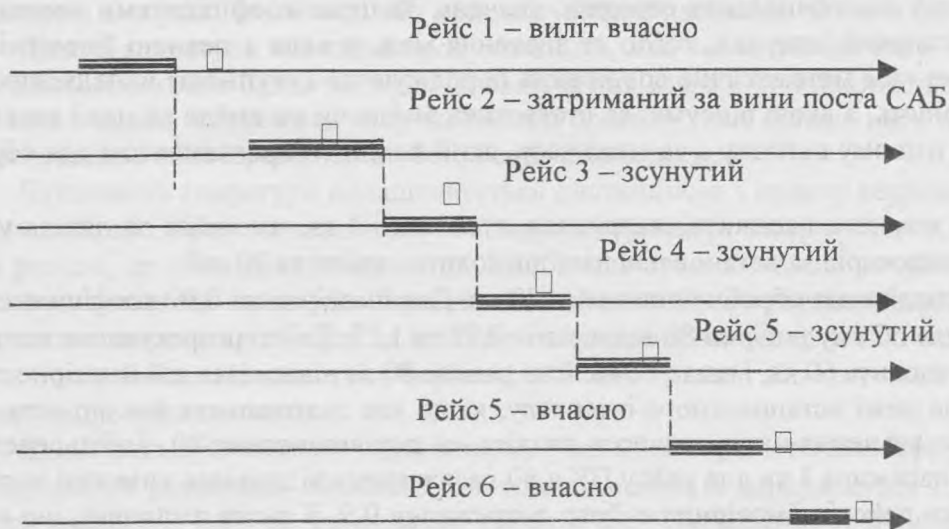 Рейс 1 – виліт вчасно
Рейс 2 – затриманий за вини поста САБ
Рейс 3 – зсунутий
Рейс 4 – зсунутий
Рейс 5 – зсунутий
Рейс 5 – вчасно
Рейс 6 – вчасно